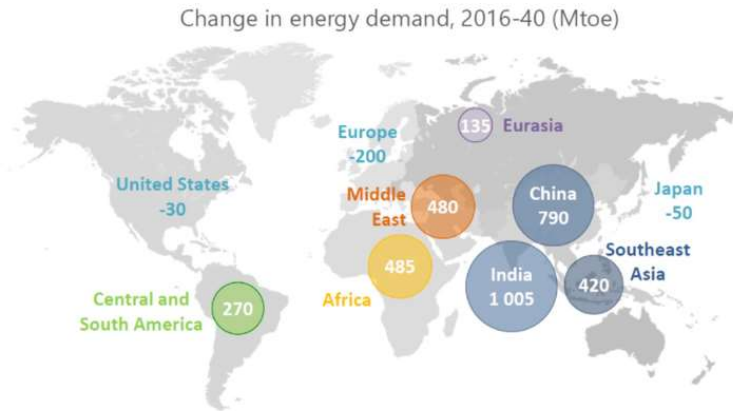 Change in energy demand, 2016-40 (Mtoe)
135
Eurasia
Europe
-200
United States
-30
Middle
East
480
China
790
Japan
-50
Southeast
Asia
420
Africa
485
India
1 005
Central and
South America
270